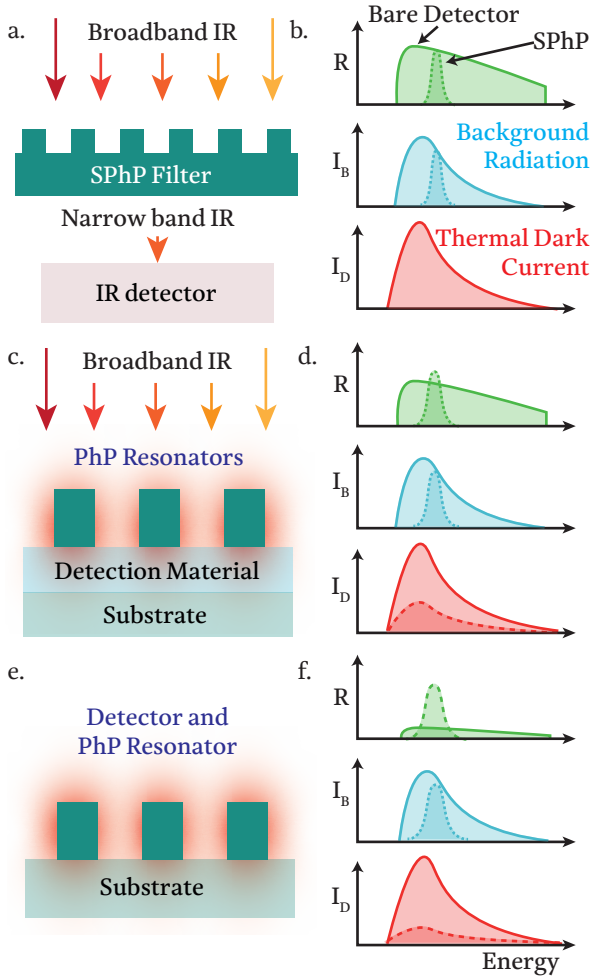 a.
Broadband IR
SPhP Filter
Narrow band IR
IR detector
b.
Bare Detector
SPhP
R
Background
Radiation
I_B
Thermal Dark
Current
I_D
c.
Broadband IR
PhP Resonators
Detection Material
Substrate
d.
R
I_B
I_D
e.
Detector and
PhP Resonator
Substrate
f.
R
I_B
I_D
Energy